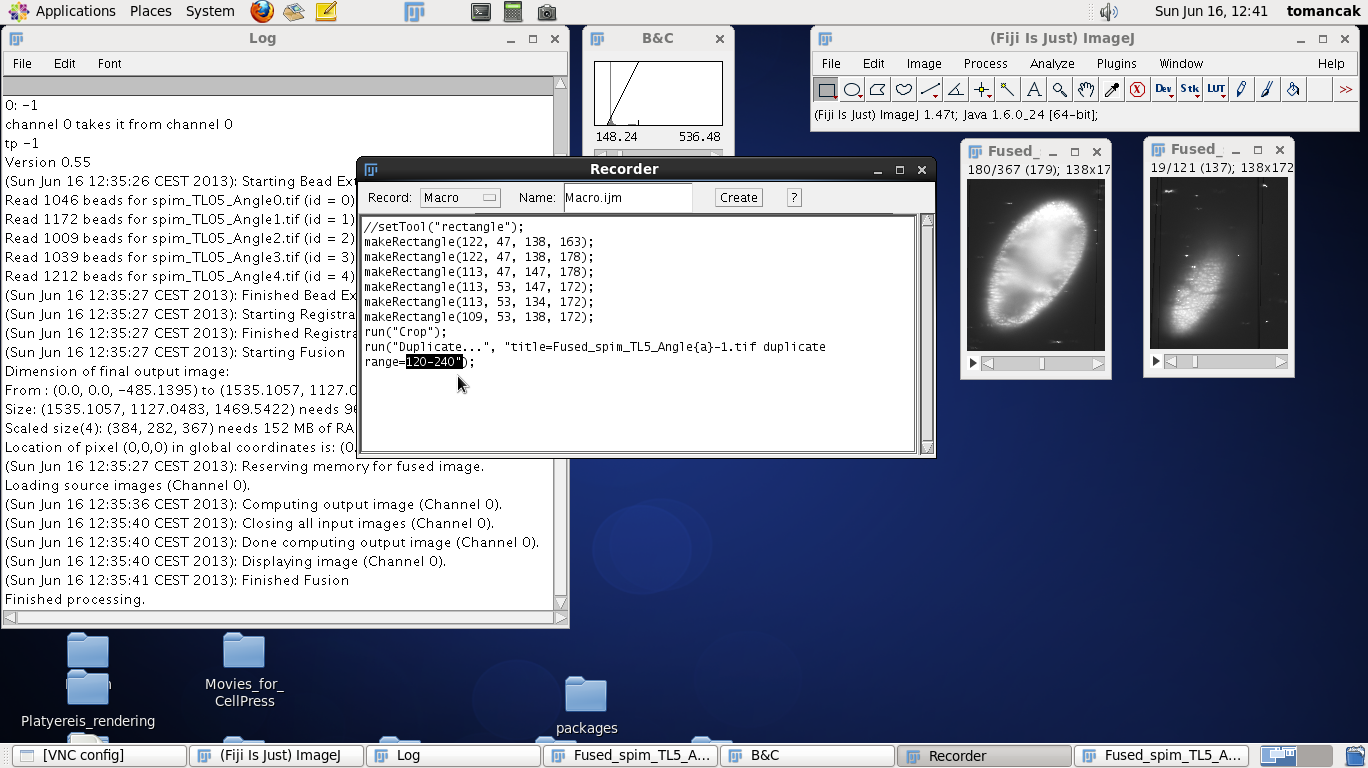 Applications Places System
Sun Jun 16, 12:41 tomancak
Log
File Edit Font
0: -1
channel 0 takes it from channel 0
tp -1
Version 0.55
(Sun Jun 16 12:35:26 CEST 2013): Starting Bead Ext
Read 1046 beads for spim_TL05_Angle0.tif (id = 0)
Read 1172 beads for spim_TL05_Angle1.tif (id = 1)
Read 1009 beads for spim_TL05_Angle2.tif (id = 2)
Read 1039 beads for spim_TL05_Angle3.tif (id = 3)
Read 1212 beads for spim_TL05_Angle4.tif (id = 4)
(Sun Jun 16 12:35:27 CEST 2013): Finished Bead Ex
(Sun Jun 16 12:35:27 CEST 2013): Starting Registra
(Sun Jun 16 12:35:27 CEST 2013): Finished Registra
(Sun Jun 16 12:35:27 CEST 2013): Starting Fusion
Dimension of final output image:
From : (0.0, 0.0, -485.1395) to (1535.1057, 1127.0
Size: (1535.1057, 1127.0483, 1469.5422) needs 96
Scaled size(4): (384, 282, 367) needs 152 MB of RA
Location of pixel (0,0,0) in global coordinates is: (0.
(Sun Jun 16 12:35:27 CEST 2013): Reserving memory for fused image.
Loading source images (Channel 0).
(Sun Jun 16 12:35:36 CEST 2013): Computing output image (Channel 0).
(Sun Jun 16 12:35:40 CEST 2013): Closing all input images (Channel 0).
(Sun Jun 16 12:35:40 CEST 2013): Done computing output image (Channel 0).
(Sun Jun 16 12:35:40 CEST 2013): Displaying image (Channel 0).
(Sun Jun 16 12:35:41 CEST 2013): Finished Fusion
Finished processing.
B&C
148.24 536.48
(Fiji Is Just) ImageJ
File Edit Image Process Analyze Plugins Window Help
A Dev Stk LUT >>
(Fiji Is Just) ImageJ 1.47t; Java 1.6.0_24 [64-bit];
Recorder
Record: Macro Name: Macro.ijm Create ?
//setTool("rectangle");
makeRectangle(122, 47, 138, 163);
makeRectangle(122, 47, 138, 178);
makeRectangle(113, 47, 147, 178);
makeRectangle(113, 53, 147, 172);
makeRectangle(113, 53, 134, 172);
makeRectangle(109, 53, 138, 172);
run("Crop");
run("Duplicate...", "title=Fused_spim_TL5_Angle{a}-1.tif duplicate
range=120-240");
Fused_
180/367 (179); 138x17
Fused_
19/121 (137); 138x172
Platyereis_rendering
Movies_for_
CellPress
packages
[VNC config] (Fiji Is Just) ImageJ Log Fused_spim_TL5_A... B&C Recorder Fused_spim_TL5_A...